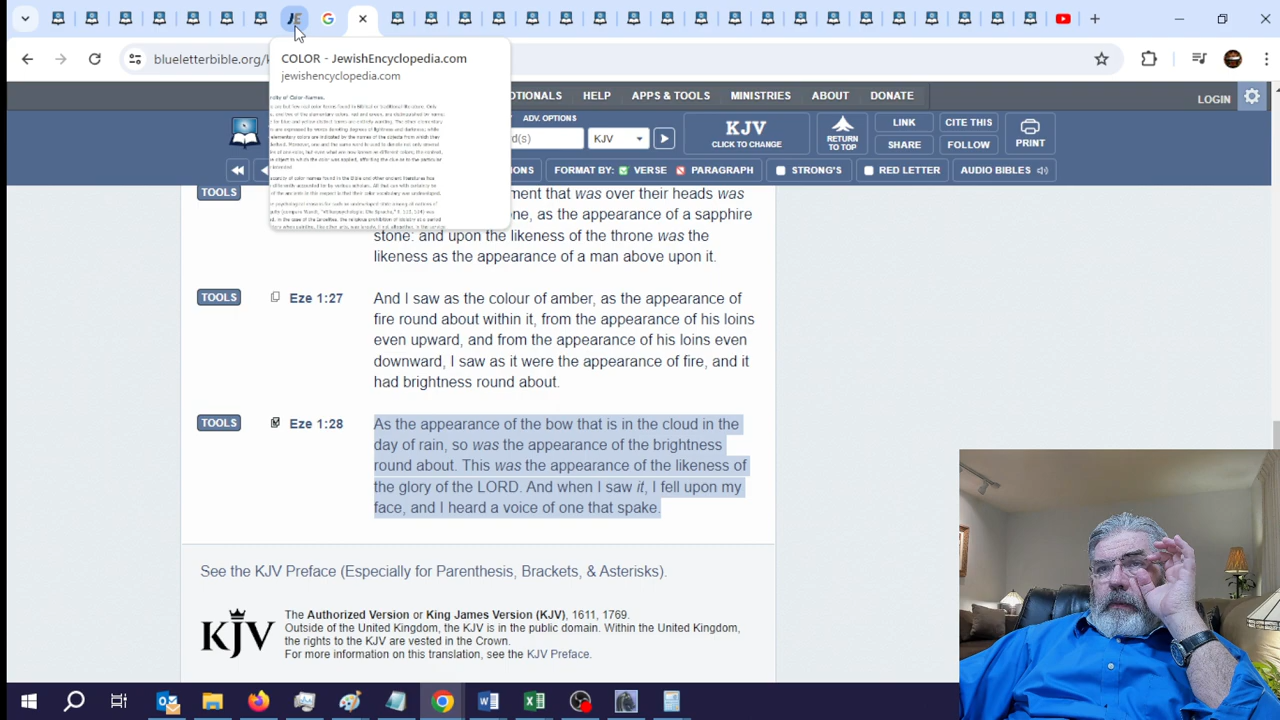 JE
blueletterbible.org/k
COLOR - JewishEncyclopedia.com
jewishencyclopedia.com
OTIONALS
HELP
APPS & TOOLS
MINISTRIES
ABOUT
DONATE
LOGIN
ADV. OPTIONS
d(s)
KJV
KJV
CLICK TO CHANGE
RETURN
TO TOP
LINK
CITE THIS
SHARE
FOLLOW
PRINT
ONS
FORMAT BY:
VERSE
PARAGRAPH
STRONG'S
RED LETTER
AUDIO BIBLES
TOOLS
ment that was over their heads was
one, as the appearance of a sapphire
stone: and upon the likeness of the throne was the
likeness as the appearance of a man above upon it.
TOOLS
Eze 1:27
And I saw as the colour of amber, as the appearance of
fire round about within it, from the appearance of his loins
even upward, and from the appearance of his loins even
downward, I saw as it were the appearance of fire, and it
had brightness round about.
TOOLS
Eze 1:28
As the appearance of the bow that is in the cloud in the
day of rain, so was the appearance of the brightness
round about. This was the appearance of the likeness of
the glory of the LORD. And when I saw it, I fell upon my
face, and I heard a voice of one that spake.
See the KJV Preface (Especially for Parenthesis, Brackets, & Asterisks).
KJV
The Authorized Version or King James Version (KJV), 1611, 1769.
Outside of the United Kingdom, the KJV is in the public domain. Within the United Kingdom,
the rights to the KJV are vested in the Crown.
For more information on this translation, see the KJV Preface.